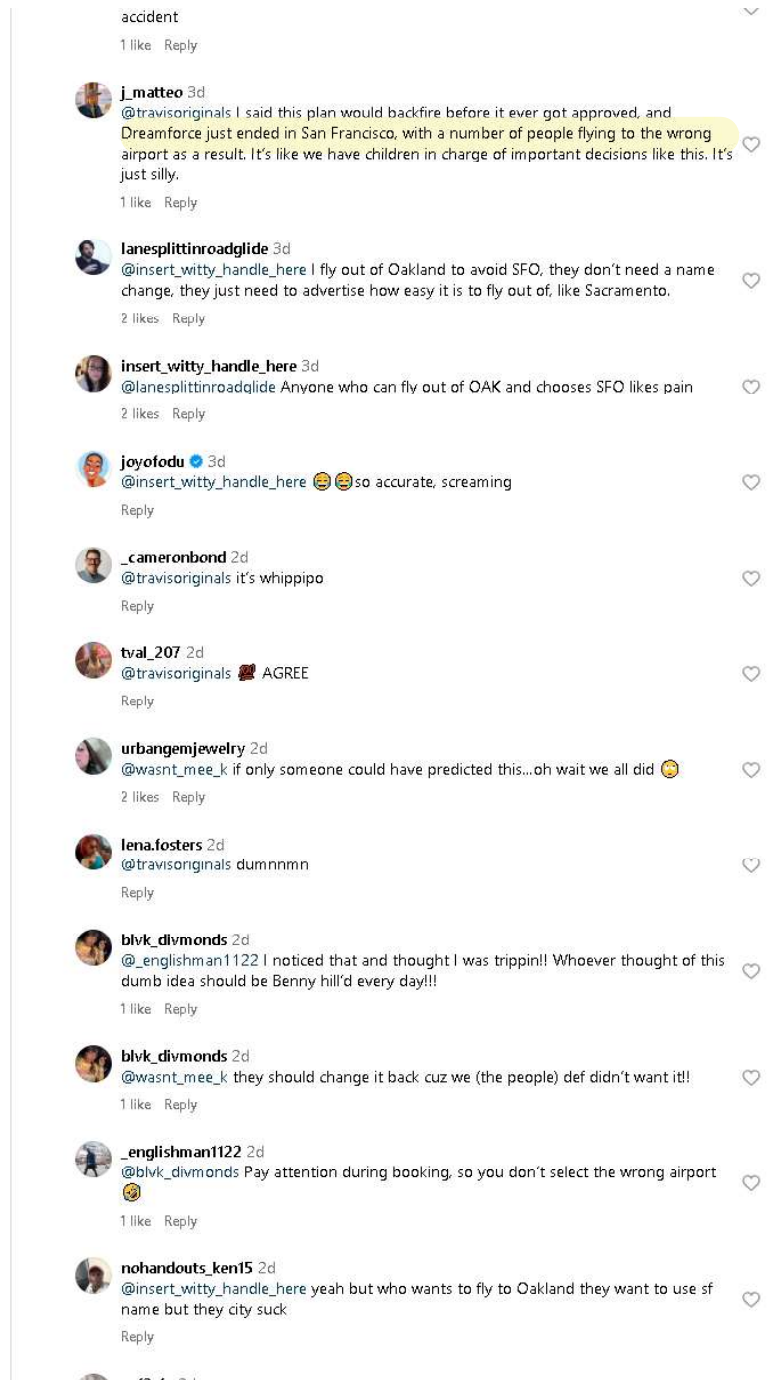 accident
1 like Reply
j_matteo 3d
@travisoriginals I said this plan would backfire before it ever got approved, and
Dreamforce just ended in San Francisco, with a number of people flying to the wrong
airport as a result. It's like we have children in charge of important decisions like this. It's
just silly.
1 like Reply
lanesplittinroadglide 3d
@insert_witty_handle_here I fly out of Oakland to avoid SFO, they don't need a name
change, they just need to advertise how easy it is to fly out of, like Sacramento.
2 likes Reply
insert_witty_handle_here 3d
@lanesplittinroadglide Anyone who can fly out of OAK and chooses SFO likes pain
2 likes Reply
joyofodu 3d
@insert_witty_handle_here 😂😂so accurate, screaming
Reply
_cameronbond 2d
@travisoriginals it's whippipo
Reply
tval_207 2d
@travisoriginals 💯 AGREE
Reply
urbangemjewelry 2d
@wasnt_mee_k if only someone could have predicted this...oh wait we all did 🙄
2 likes Reply
lena.fosters 2d
@travisoriginals dumnnmn
Reply
blvk_divmonds 2d
@_englishman1122 I noticed that and thought I was trippin!! Whoever thought of this
dumb idea should be Benny hill'd every day!!!
1 like Reply
blvk_divmonds 2d
@wasnt_mee_k they should change it back cuz we (the people) def didn't want it!!
1 like Reply
_englishman1122 2d
@blvk_divmonds Pay attention during booking, so you don't select the wrong airport
🤣
1 like Reply
nohandouts_ken15 2d
@insert_witty_handle_here yeah but who wants to fly to Oakland they want to use sf
name but they city suck
Reply